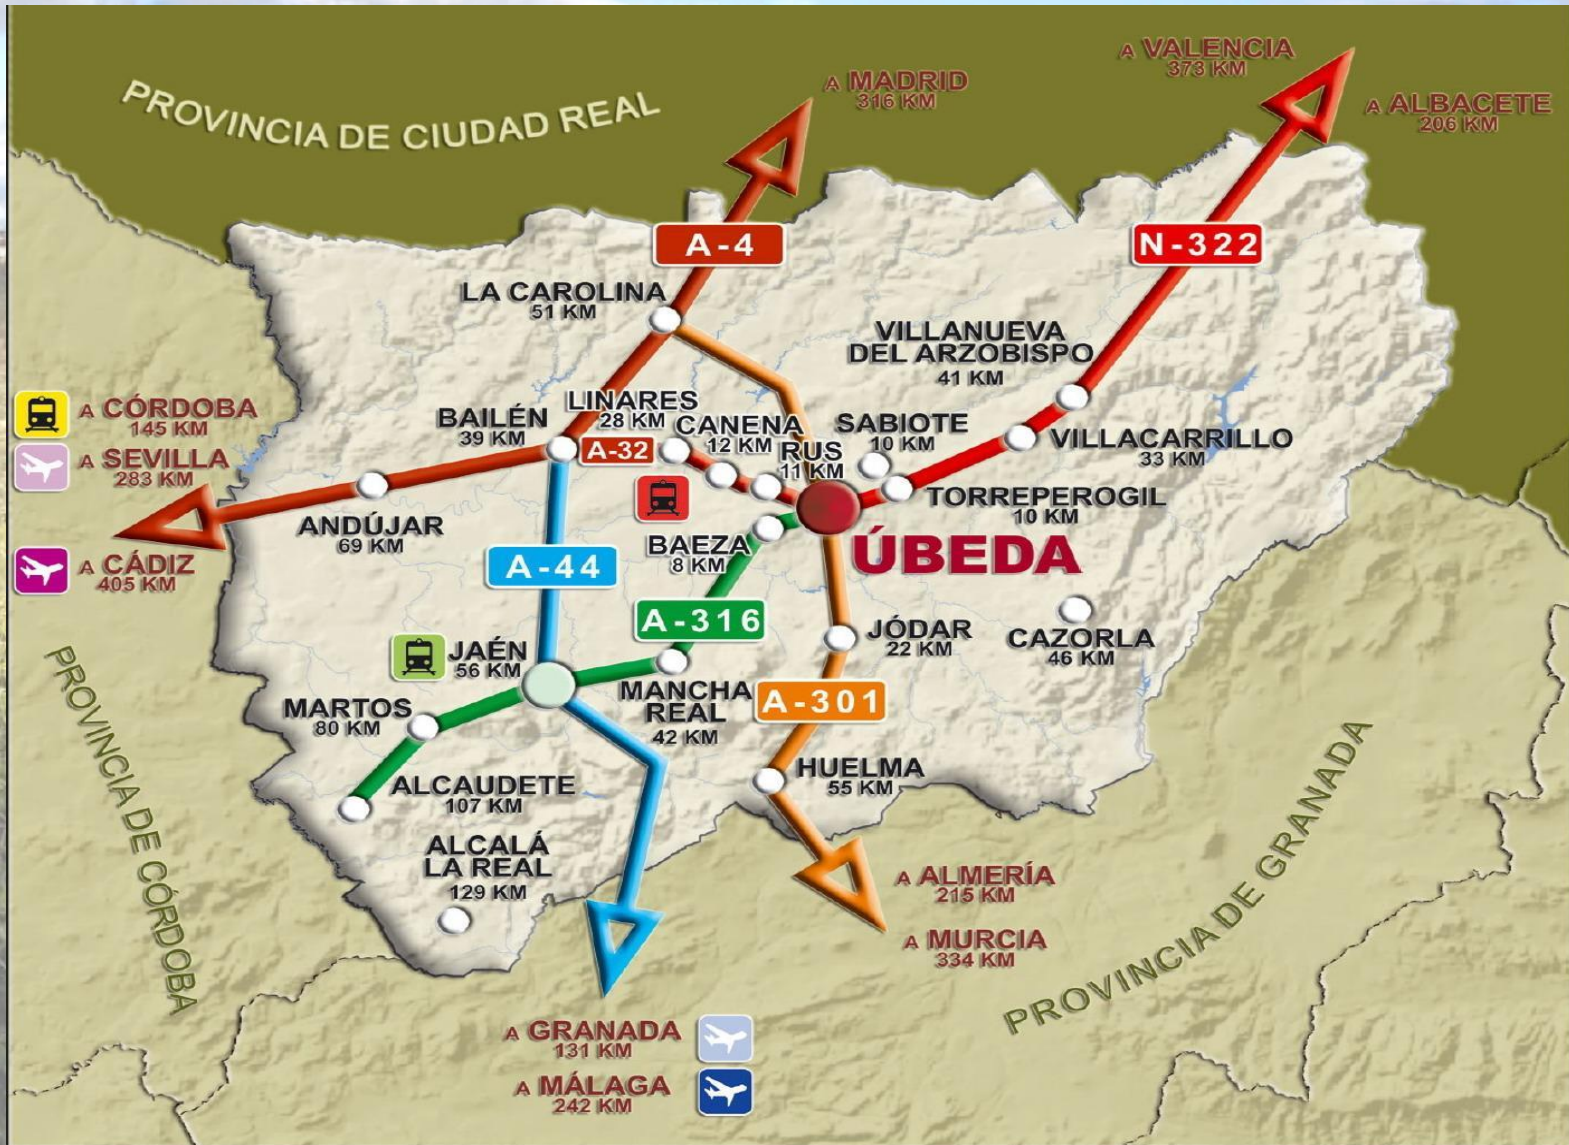 PROVINCIA DE CIUDAD REAL
A MADRID
316 KM
A VALENCIA
373 KM
A ALBACETE
206 KM
A-4
N-322
LA CAROLINA
51 KM
VILLANUEVA
DEL ARZOBISPO
41 KM
A CÓRDOBA
145 KM
A SEVILLA
283 KM
A CÁDIZ
405 KM
BAILÉN
39 KM
LINARES
28 KM
A-32
CANENA
12 KM
RUS
11 KM
SABIOTE
10 KM
VILLACARRILLO
33 KM
TORREPEROGIL
10 KM
ANDÚJAR
69 KM
BAEZA
8 KM
ÚBEDA
A-44
A-316
JAÉN
56 KM
JÓDAR
22 KM
CAZORLA
46 KM
MARTOS
80 KM
MANCHA
REAL
42 KM
A-301
ALCAUDETE
107 KM
HUELMA
55 KM
ALCALÁ
LA REAL
129 KM
A ALMERÍA
215 KM
A MURCIA
334 KM
PROVINCIA DE CÓRDOBA
PROVINCIA DE GRANADA
A GRANADA
131 KM
A MÁLAGA
242 KM